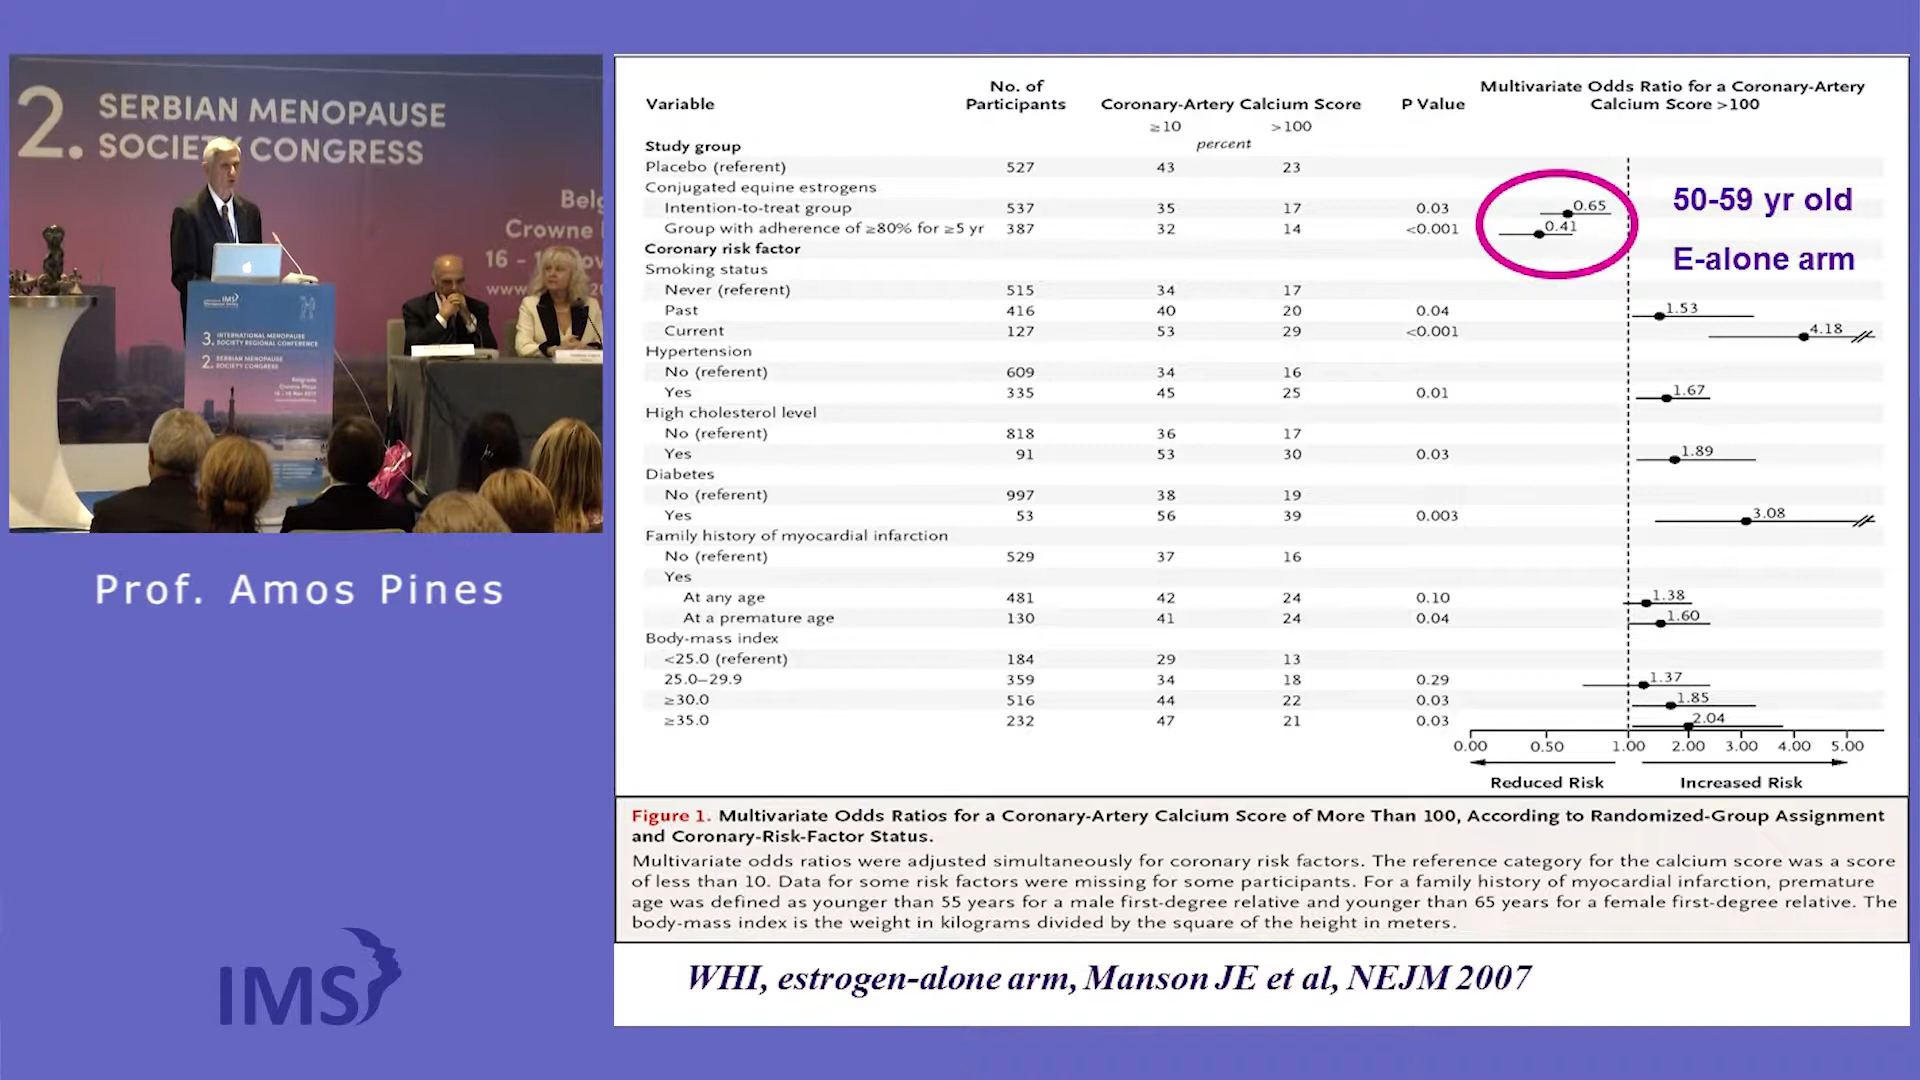 2. SERBIAN MENOPAUSE
SOCIETY CONGRESS
Crowne
16 -
www.
IMS
3. INTERNATIONAL MENOPAUSE
SOCIETY REGIONAL CONFERENCE
2. SERBIAN MENOPAUSE
SOCIETY CONGRESS
Belgrade
Crowne Plaza
Prof. Amos Pines
IMS
Variable No. of Participants Coronary-Artery Calcium Score P Value Multivariate Odds Ratio for a Coronary-Artery Calcium Score >100
≥10 >100
Study group percent
Placebo (referent) 527 43 23
Conjugated equine estrogens
Intention-to-treat group 537 35 17 0.03 0.65
Group with adherence of ≥80% for ≥5 yr 387 32 14 <0.001 0.41
50-59 yr old
E-alone arm
Coronary risk factor
Smoking status
Never (referent) 515 34 17
Past 416 40 20 0.04 1.53
Current 127 53 29 <0.001 4.18
Hypertension
No (referent) 609 34 16
Yes 335 45 25 0.01 1.67
High cholesterol level
No (referent) 818 36 17
Yes 91 53 30 0.03 1.89
Diabetes
No (referent) 997 38 19
Yes 53 56 39 0.003 3.08
Family history of myocardial infarction
No (referent) 529 37 16
Yes
At any age 481 42 24 0.10 1.38
At a premature age 130 41 24 0.04 1.60
Body-mass index
<25.0 (referent) 184 29 13
25.0–29.9 359 34 18 0.29 1.37
≥30.0 516 44 22 0.03 1.85
≥35.0 232 47 21 0.03 2.04
0.00 0.50 1.00 2.00 3.00 4.00 5.00
Reduced Risk Increased Risk
Figure 1. Multivariate Odds Ratios for a Coronary-Artery Calcium Score of More Than 100, According to Randomized-Group Assignment
and Coronary-Risk-Factor Status.
Multivariate odds ratios were adjusted simultaneously for coronary risk factors. The reference category for the calcium score was a score
of less than 10. Data for some risk factors were missing for some participants. For a family history of myocardial infarction, premature
age was defined as younger than 55 years for a male first-degree relative and younger than 65 years for a female first-degree relative. The
body-mass index is the weight in kilograms divided by the square of the height in meters.
WHI, estrogen-alone arm, Manson JE et al, NEJM 2007